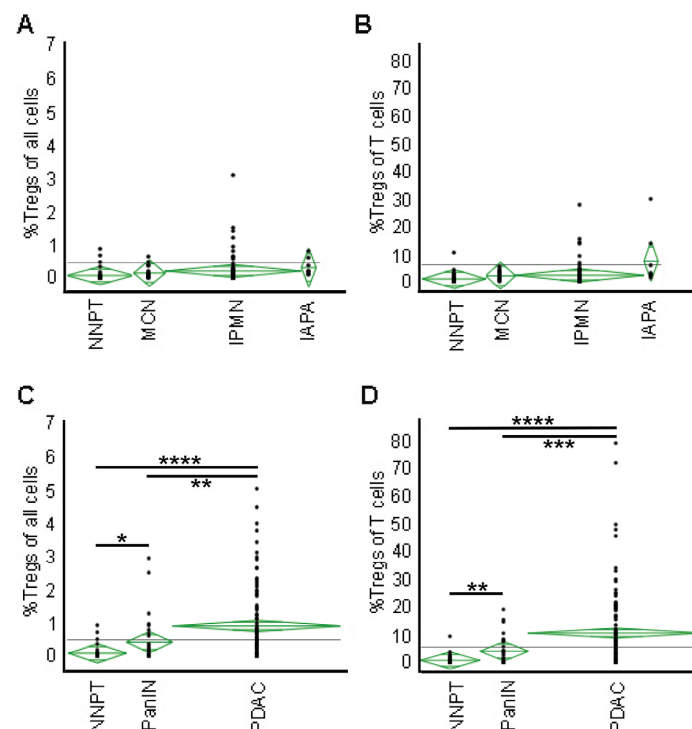 A
%Tregs of all cells
7
6
5
4
3
2
1
0
NNPT
MCN
IPMN
IAPA
B
%Tregs of T cells
80
70
60
50
40
30
20
10
0
NNPT
MCN
IPMN
IAPA
C
%Tregs of all cells
7
6
5
4
3
2
1
0
****
**
*
NNPT
PanIN
PDAC
D
%Tregs of T cells
80
70
60
50
40
30
20
10
0
****
***
**
NNPT
PanIN
PDAC